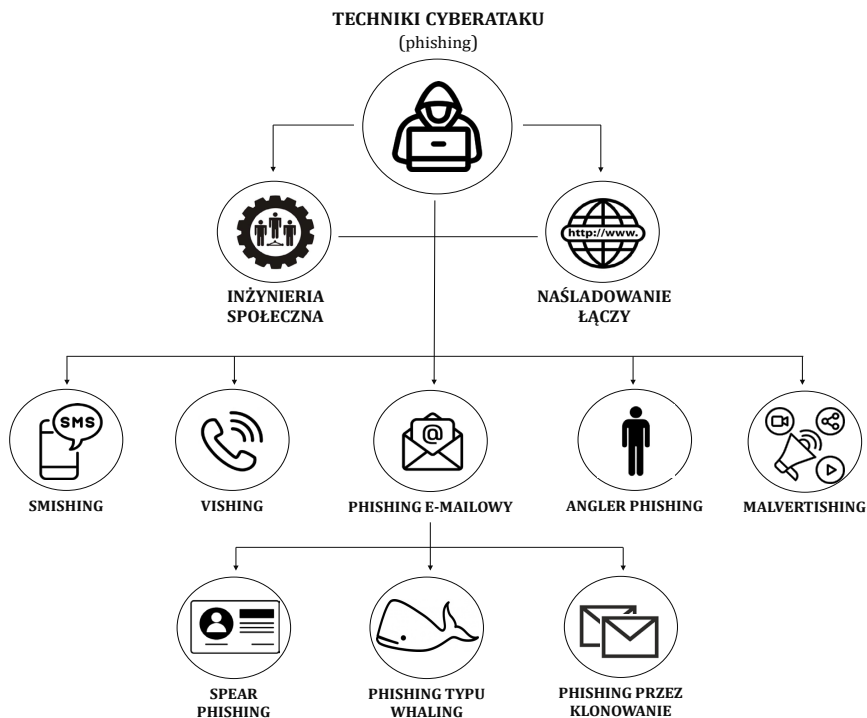 TECHNIKI CYBERATAKU
(phishing)
http://www.
INŻYNIERIA
SPOŁECZNA
NAŚLADOWANIE
ŁĄCZY
SMS
@
SMISHING
VISHING
PHISHING E-MAILOWY
ANGLER PHISHING
MALVERTISHING
SPEAR
PHISHING
PHISHING TYPU
WHALING
PHISHING PRZEZ
KLONOWANIE